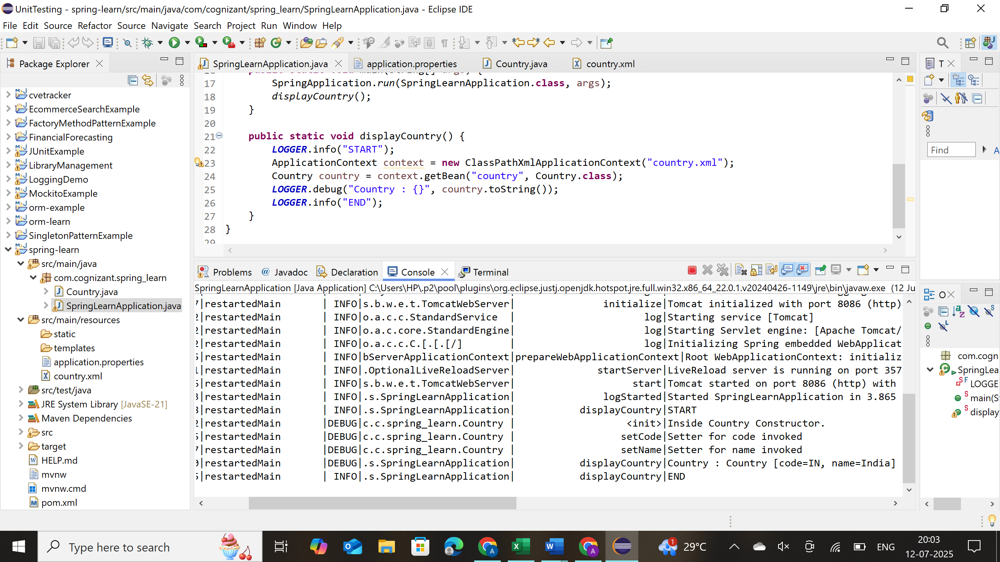 UnitTesting - spring-learn/src/main/java/com/cognizant/spring_learn/SpringLearnApplication.java - Eclipse IDE
File Edit Source Refactor Source Navigate Search Project Run Window Help
Package Explorer
cvetracker
EcommerceSearchExample
FactoryMethodPatternExample
FinancialForecasting
JUnitExample
LibraryManagement
LoggingDemo
MockitoExample
orm-example
orm-learn
SingletonPatternExample
spring-learn
src/main/java
com.cognizant.spring_learn
Country.java
SpringLearnApplication.java
src/main/resources
static
templates
application.properties
country.xml
src/test/java
JRE System Library [JavaSE-21]
Maven Dependencies
src
target
HELP.md
mvnw
mvnw.cmd
pom.xml
SpringLearnApplication.java application.properties Country.java country.xml
17 SpringApplication.run(SpringLearnApplication.class, args);
18 displayCountry();
19 }
20
21 public static void displayCountry() {
22 LOGGER.info("START");
23 ApplicationContext context = new ClassPathXmlApplicationContext("country.xml");
24 Country country = context.getBean("country", Country.class);
25 LOGGER.debug("Country : {}", country.toString());
26 LOGGER.info("END");
27 }
28 }
29
Problems @ Javadoc Declaration Console Terminal
SpringLearnApplication [Java Application] C:\Users\HP\.p2\pool\plugins\org.eclipse.justj.openjdk.hotspot.jre.full.win32.x86_64_22.0.1.v20240426-1149\jre\bin\javaw.exe (12 Ju
7|restartedMain | INFO|s.b.w.e.t.TomcatWebServer| initialize|Tomcat initialized with port 8086 (http)
2|restartedMain | INFO|o.a.c.c.StandardService | log|Starting service [Tomcat]
2|restartedMain | INFO|o.a.c.core.StandardEngine| log|Starting Servlet engine: [Apache Tomcat/
2|restartedMain | INFO|o.a.c.c.C.[.[.[/] | log|Initializing Spring embedded WebApplicat
5|restartedMain | INFO|bServerApplicationContext|prepareWebApplicationContext|Root WebApplicationContext: initializ
1|restartedMain | INFO|.OptionalLiveReloadServer| startServer|LiveReload server is running on port 357
|restartedMain | INFO|s.b.w.e.t.TomcatWebServer| start|Tomcat started on port 8086 (http) with
|restartedMain | INFO|.s.SpringLearnApplication| logStarted|Started SpringLearnApplication in 3.865
|restartedMain | INFO|.s.SpringLearnApplication| displayCountry|START
2|restartedMain |DEBUG|c.c.spring_learn.Country | <init>|Inside Country Constructor.
|restartedMain |DEBUG|c.c.spring_learn.Country | setCode|Setter for code invoked
7|restartedMain |DEBUG|c.c.spring_learn.Country | setName|Setter for name invoked
|restartedMain |DEBUG|.s.SpringLearnApplication| displayCountry|Country : Country [code=IN, name=India]
|restartedMain | INFO|.s.SpringLearnApplication| displayCountry|END
T
Find
A
O
com.cogn
SpringLea
LOGGE
main(S
display
Type here to search
1
29°C
ENG
20:03
12-07-2025